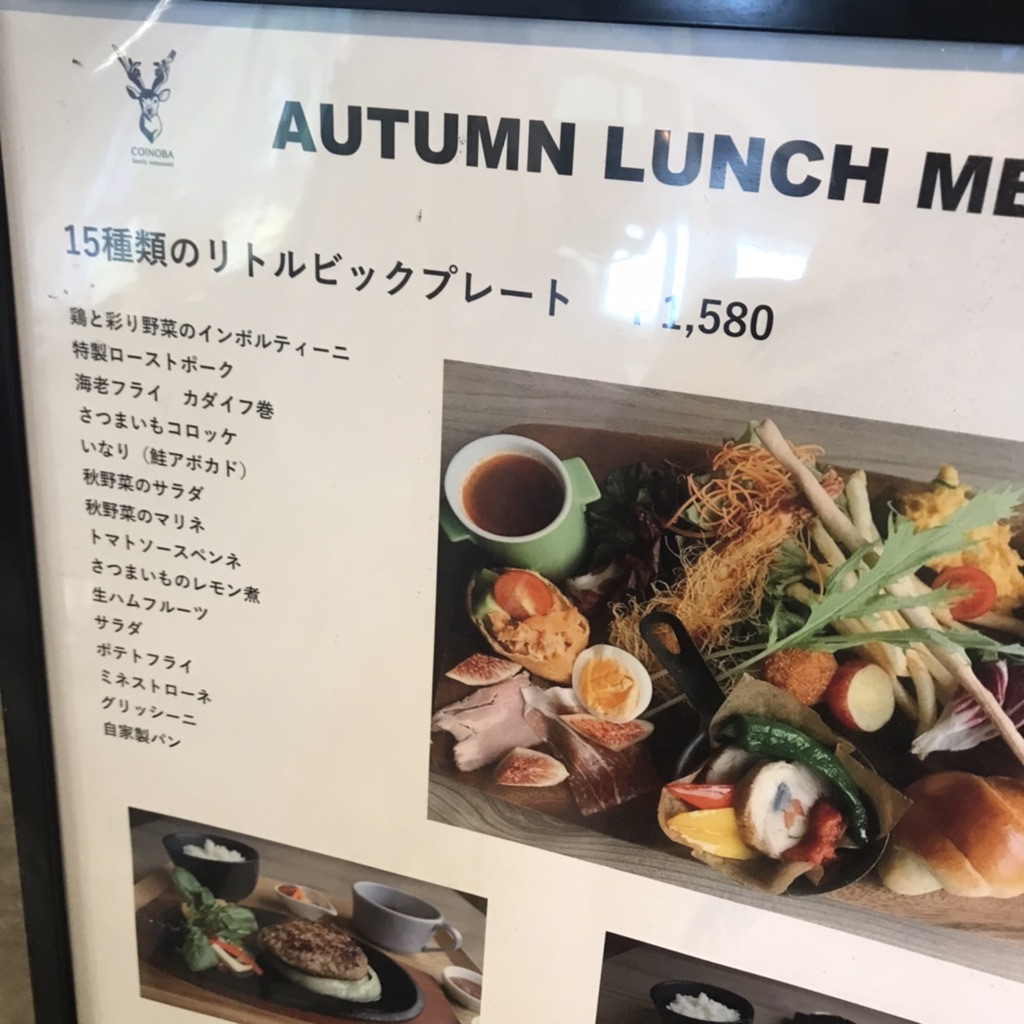 COINOBA
family restaurant
AUTUMN LUNCH ME
15種類のリトルビックプレート ¥1,580
鶏と彩り野菜のインボルティーニ
特製ローストポーク
海老フライ カダイフ巻
さつまいもコロッケ
いなり（鮭アボカド）
秋野菜のサラダ
秋野菜のマリネ
トマトソースペンネ
さつまいものレモン煮
生ハムフルーツ
サラダ
ポテトフライ
ミネストローネ
グリッシーニ
自家製パン